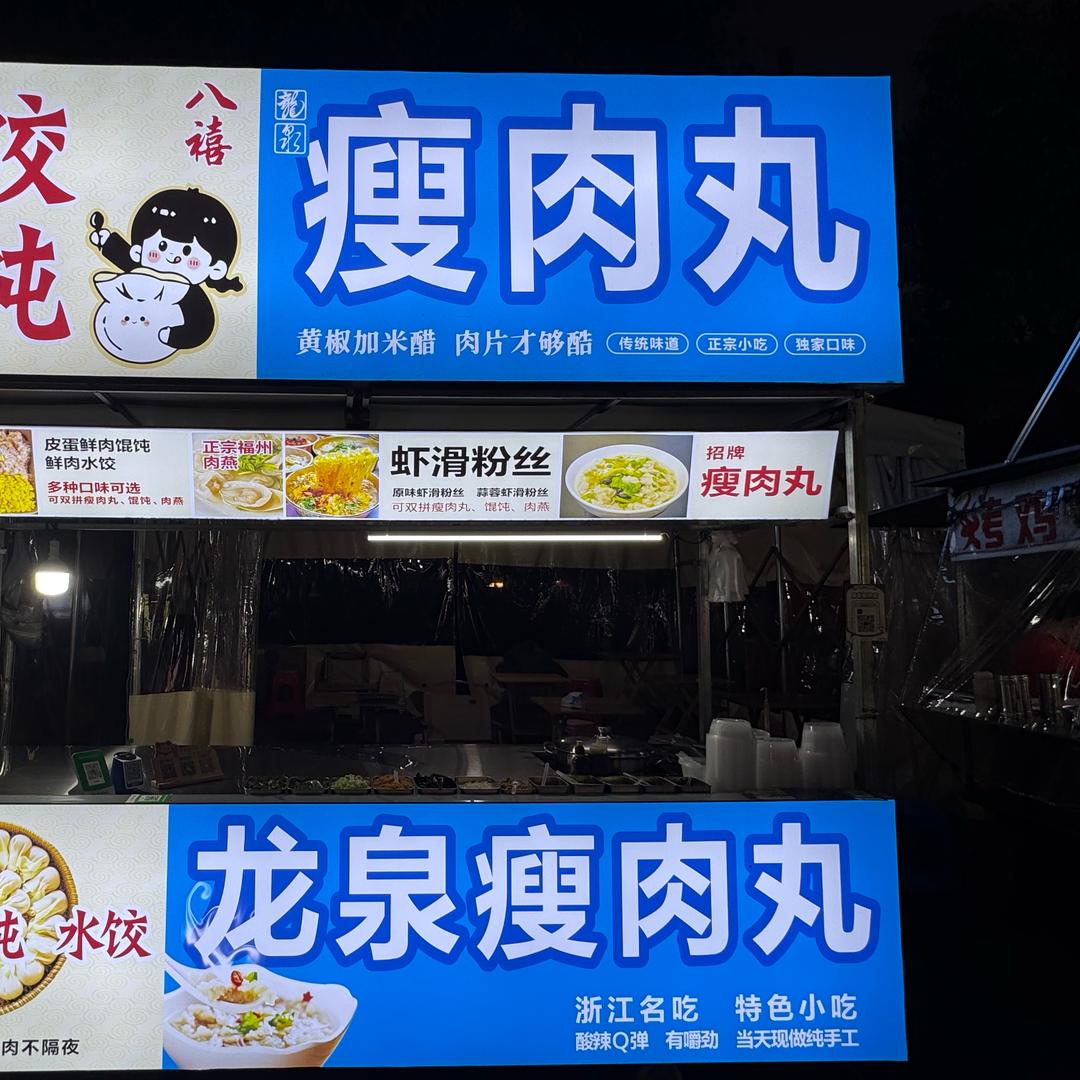 饺
八禧
龍泉
瘦肉丸
黄椒加米醋 肉片才够酷 传统味道 正宗小吃 独家口味
皮蛋鲜肉馄饨
鲜肉水饺
多种口味可选
可双拼瘦肉丸、馄饨、肉燕
正宗福州
肉燕
虾滑粉丝
原味虾滑粉丝 蒜蓉虾滑粉丝
可双拼瘦肉丸、馄饨、肉燕
招牌
瘦肉丸
烤鸡
龙泉瘦肉丸
饨 水饺
浙江名吃 特色小吃
酸辣Q弹 有嚼劲 当天现做纯手工
肉不隔夜